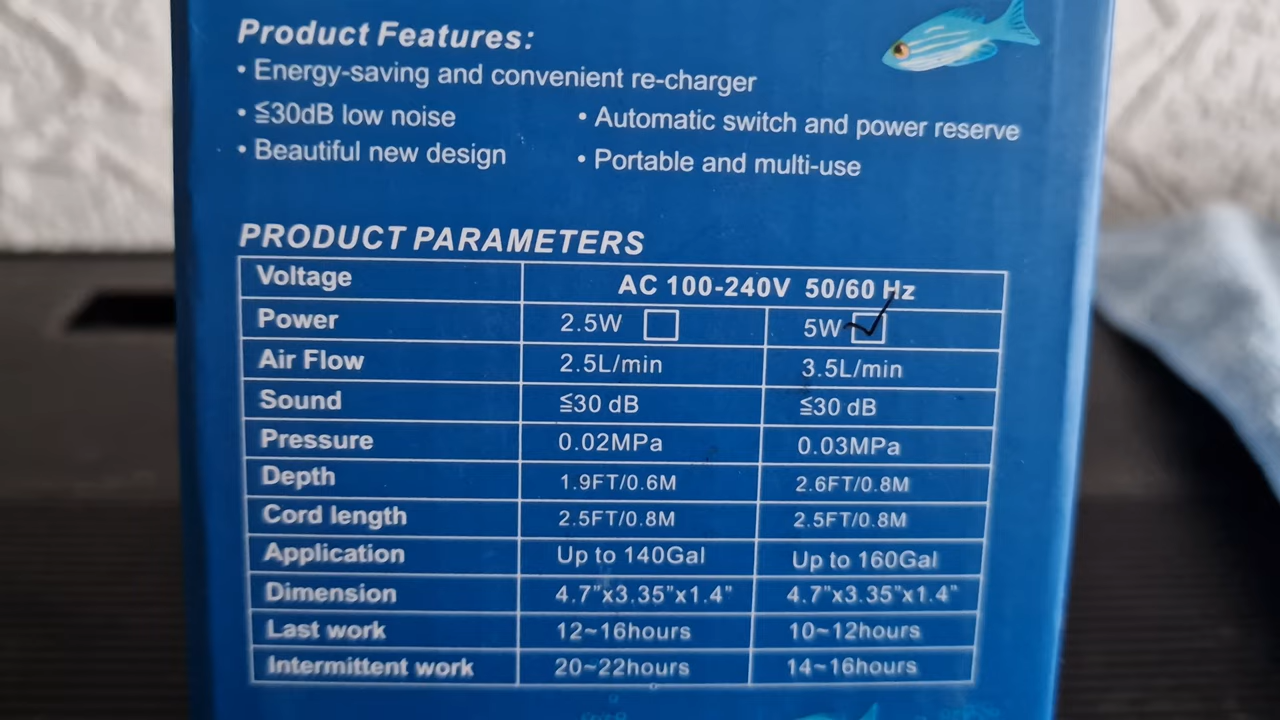 Product Features:
• Energy-saving and convenient re-charger
• ≦30dB low noise • Automatic switch and power reserve
• Beautiful new design • Portable and multi-use
PRODUCT PARAMETERS
Voltage AC 100-240V 50/60 Hz
Power 2.5W ☐ 5W ☑
Air Flow 2.5L/min 3.5L/min
Sound ≦30 dB ≦30 dB
Pressure 0.02MPa 0.03MPa
Depth 1.9FT/0.6M 2.6FT/0.8M
Cord length 2.5FT/0.8M 2.5FT/0.8M
Application Up to 140Gal Up to 160Gal
Dimension 4.7"x3.35"x1.4" 4.7"x3.35"x1.4"
Last work 12~16hours 10~12hours
Intermittent work 20~22hours 14~16hours